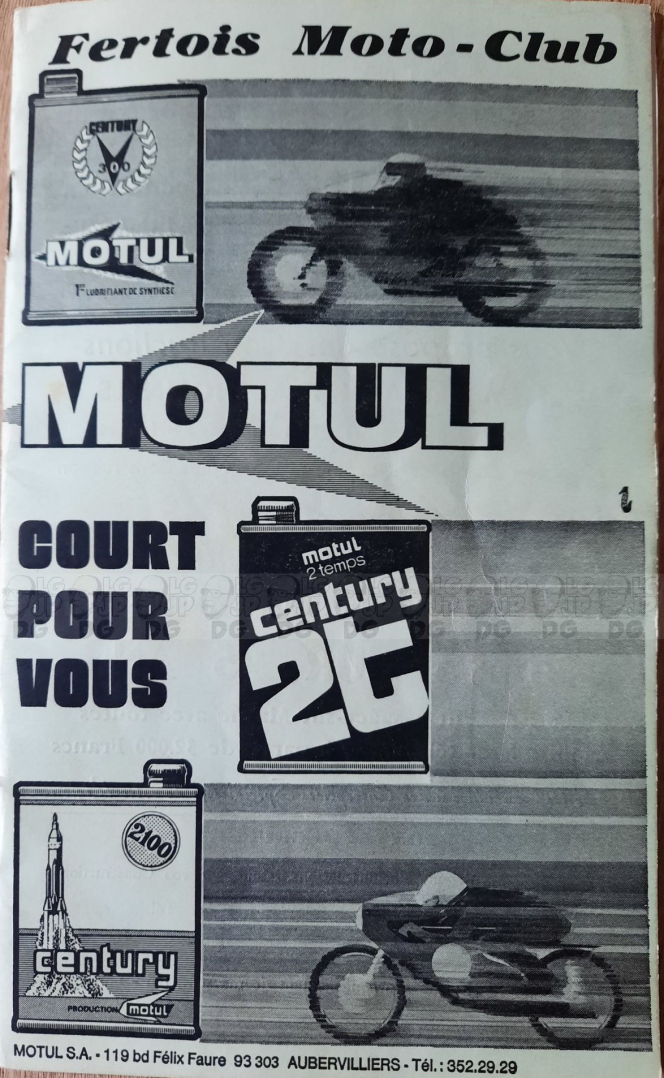 Fertois Moto-Club
CENTURY
300
MOTUL
1er LUBRIFIANT DE SYNTHESE
MOTUL
COURT
POUR
VOUS
motul
2 temps
century
2t
2100
century
PRODUCTION motul
MOTUL S.A. - 119 bd Félix Faure 93 303 AUBERVILLIERS - Tél. : 352.29.29